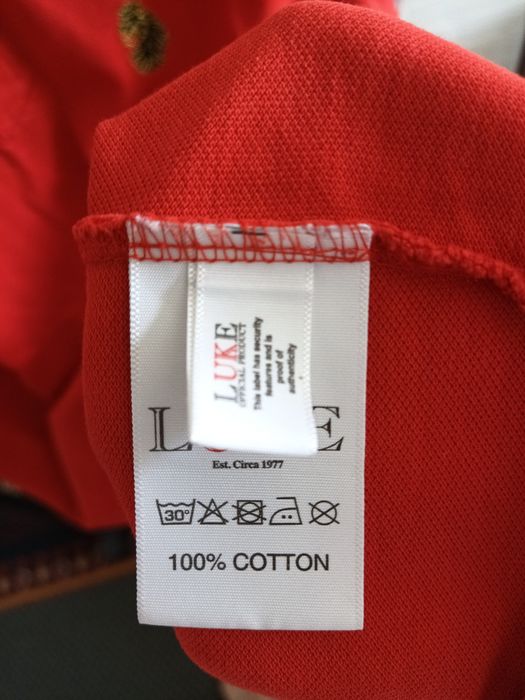 LUKE
OFFICIAL PRODUCT
This label has security
features and is
proof of
authenticity
L E
Est. Circa 1977
30°
100% COTTON